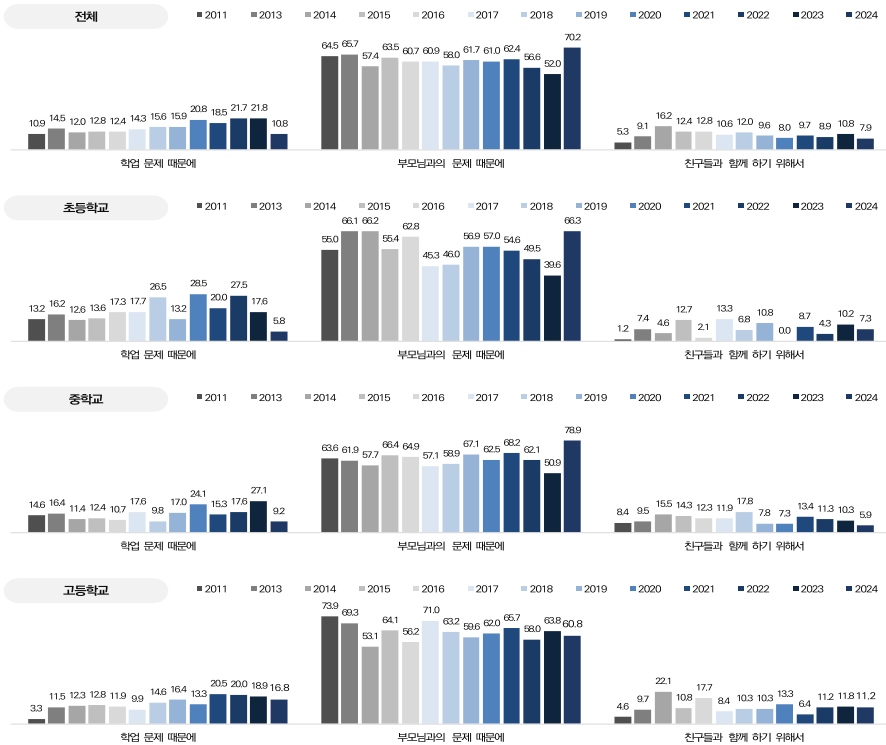 전체
2011 2013 2014 2015 2016 2017 2018 2019 2020 2021 2022 2023 2024
10.9 14.5 12.0 12.8 12.4 14.3 15.6 15.9 20.8 18.5 21.7 21.8 10.8
64.5 65.7 57.4 63.5 60.7 60.9 58.0 61.7 61.0 62.4 56.6 52.0 70.2
5.3 9.1 16.2 12.4 12.8 10.6 12.0 9.6 8.0 9.7 8.9 10.8 7.9
학업 문제 때문에 부모님과의 문제 때문에 친구들과 함께 하기 위해서
초등학교
2011 2013 2014 2015 2016 2017 2018 2019 2020 2021 2022 2023 2024
13.2 16.2 12.6 13.6 17.3 17.7 26.5 13.2 28.5 20.0 27.5 17.6 5.8
55.0 66.1 66.2 55.4 62.8 45.3 46.0 56.9 57.0 54.6 49.5 39.6 66.3
1.2 7.4 4.6 12.7 2.1 13.3 6.8 10.8 0.0 8.7 4.3 10.2 7.3
학업 문제 때문에 부모님과의 문제 때문에 친구들과 함께 하기 위해서
중학교
2011 2013 2014 2015 2016 2017 2018 2019 2020 2021 2022 2023 2024
14.6 16.4 11.4 12.4 10.7 17.6 9.8 17.0 24.1 15.3 17.6 27.1 9.2
63.6 61.9 57.7 66.4 64.9 57.1 58.9 67.1 62.5 68.2 62.1 50.9 78.9
8.4 9.5 15.5 14.3 12.3 11.9 17.8 7.8 7.3 13.4 11.3 10.3 5.9
학업 문제 때문에 부모님과의 문제 때문에 친구들과 함께 하기 위해서
고등학교
2011 2013 2014 2015 2016 2017 2018 2019 2020 2021 2022 2023 2024
3.3 11.5 12.3 12.8 11.9 9.9 14.6 16.4 13.3 20.5 20.0 18.9 16.8
73.9 69.3 53.1 64.1 56.2 71.0 63.2 59.6 62.0 65.7 58.0 63.8 60.8
4.6 9.7 22.1 10.8 17.7 8.4 10.3 10.3 13.3 6.4 11.2 11.8 11.2
학업 문제 때문에 부모님과의 문제 때문에 친구들과 함께 하기 위해서